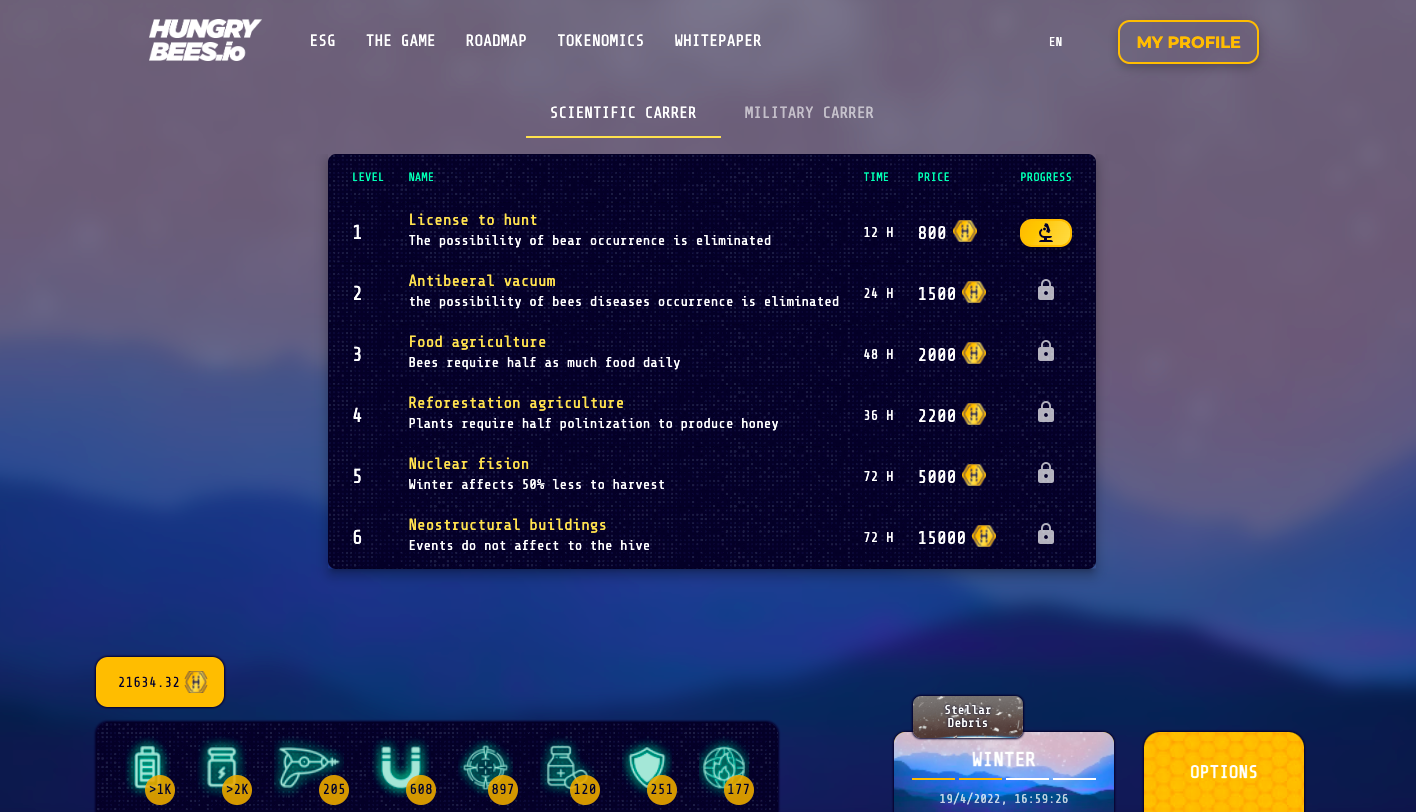 HUNGRY
BEES.io
ESG THE GAME ROADMAP TOKENOMICS WHITEPAPER
EN
MY PROFILE
SCIENTIFIC CARRER MILITARY CARRER
LEVEL NAME TIME PRICE PROGRESS
1 License to hunt
The possibility of bear occurrence is eliminated
12 H 800 H
2 Antibeeral vacuum
the possibility of bees diseases occurrence is eliminated
24 H 1500 H
3 Food agriculture
Bees require half as much food daily
48 H 2000 H
4 Reforestation agriculture
Plants require half polinization to produce honey
36 H 2200 H
5 Nuclear fision
Winter affects 50% less to harvest
72 H 5000 H
6 Neostructural buildings
Events do not affect to the hive
72 H 15000 H
21634.32 H
>1K >2K 205 608 897 120 251 177
Stellar
Debris
WINTER
19/4/2022, 16:59:26
OPTIONS